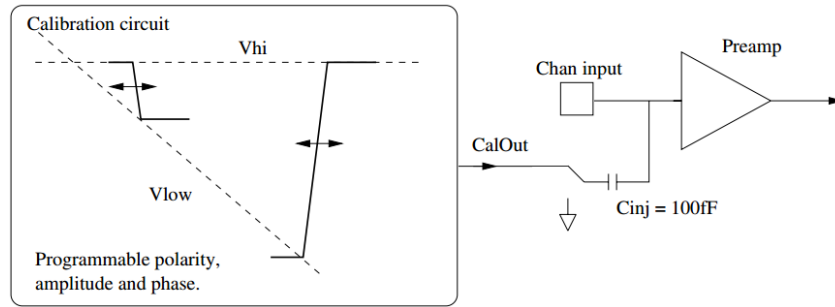 Calibration circuit
Vhi
Vlow
Programmable polarity,
amplitude and phase.
CalOut
Chan input
Preamp
Cinj = 100fF